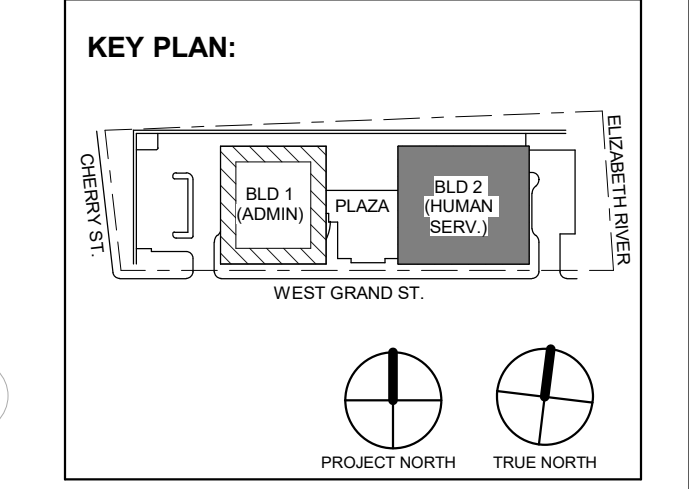 KEY PLAN:
CHERRY ST.
BLD 1
(ADMIN)
PLAZA
BLD 2
(HUMAN
SERV.)
ELIZABETH RIVER
WEST GRAND ST.
PROJECT NORTH
TRUE NORTH